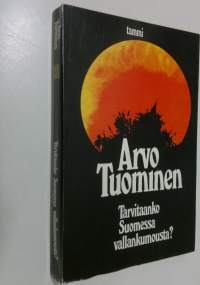 tammi
Arvo
Tuominen
Tarvitaanko
Suomessa
vallankumousta?